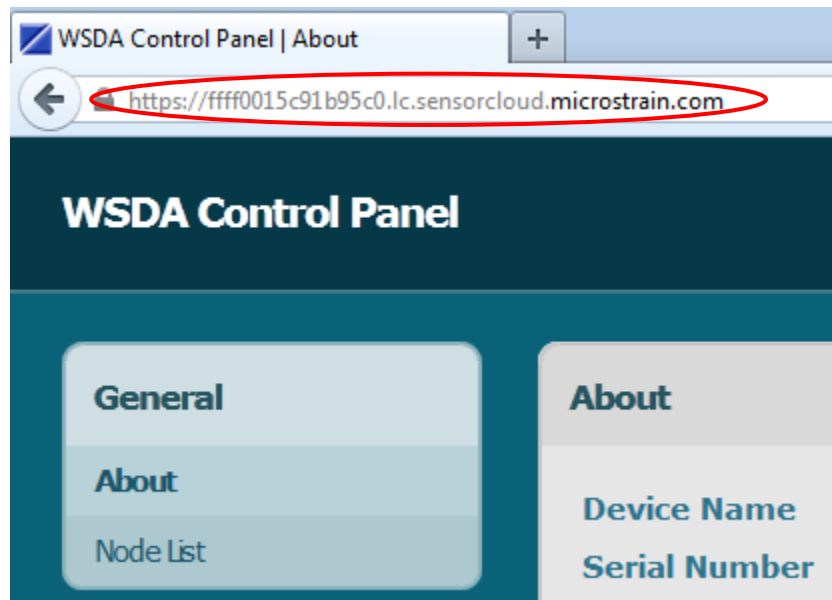 WSDA Control Panel | About
https://ffff0015c91b95c0.lc.sensorcloud.microstrain.com
WSDA Control Panel
General
About
Node List
About
Device Name
Serial Number